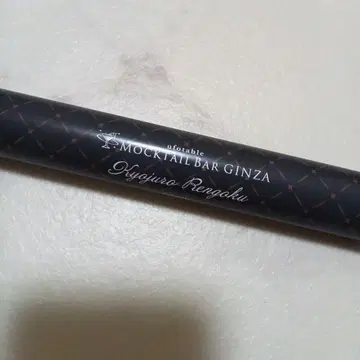 ufotable
MOCKTAIL BAR GINZA
Kyojuro Rengoku